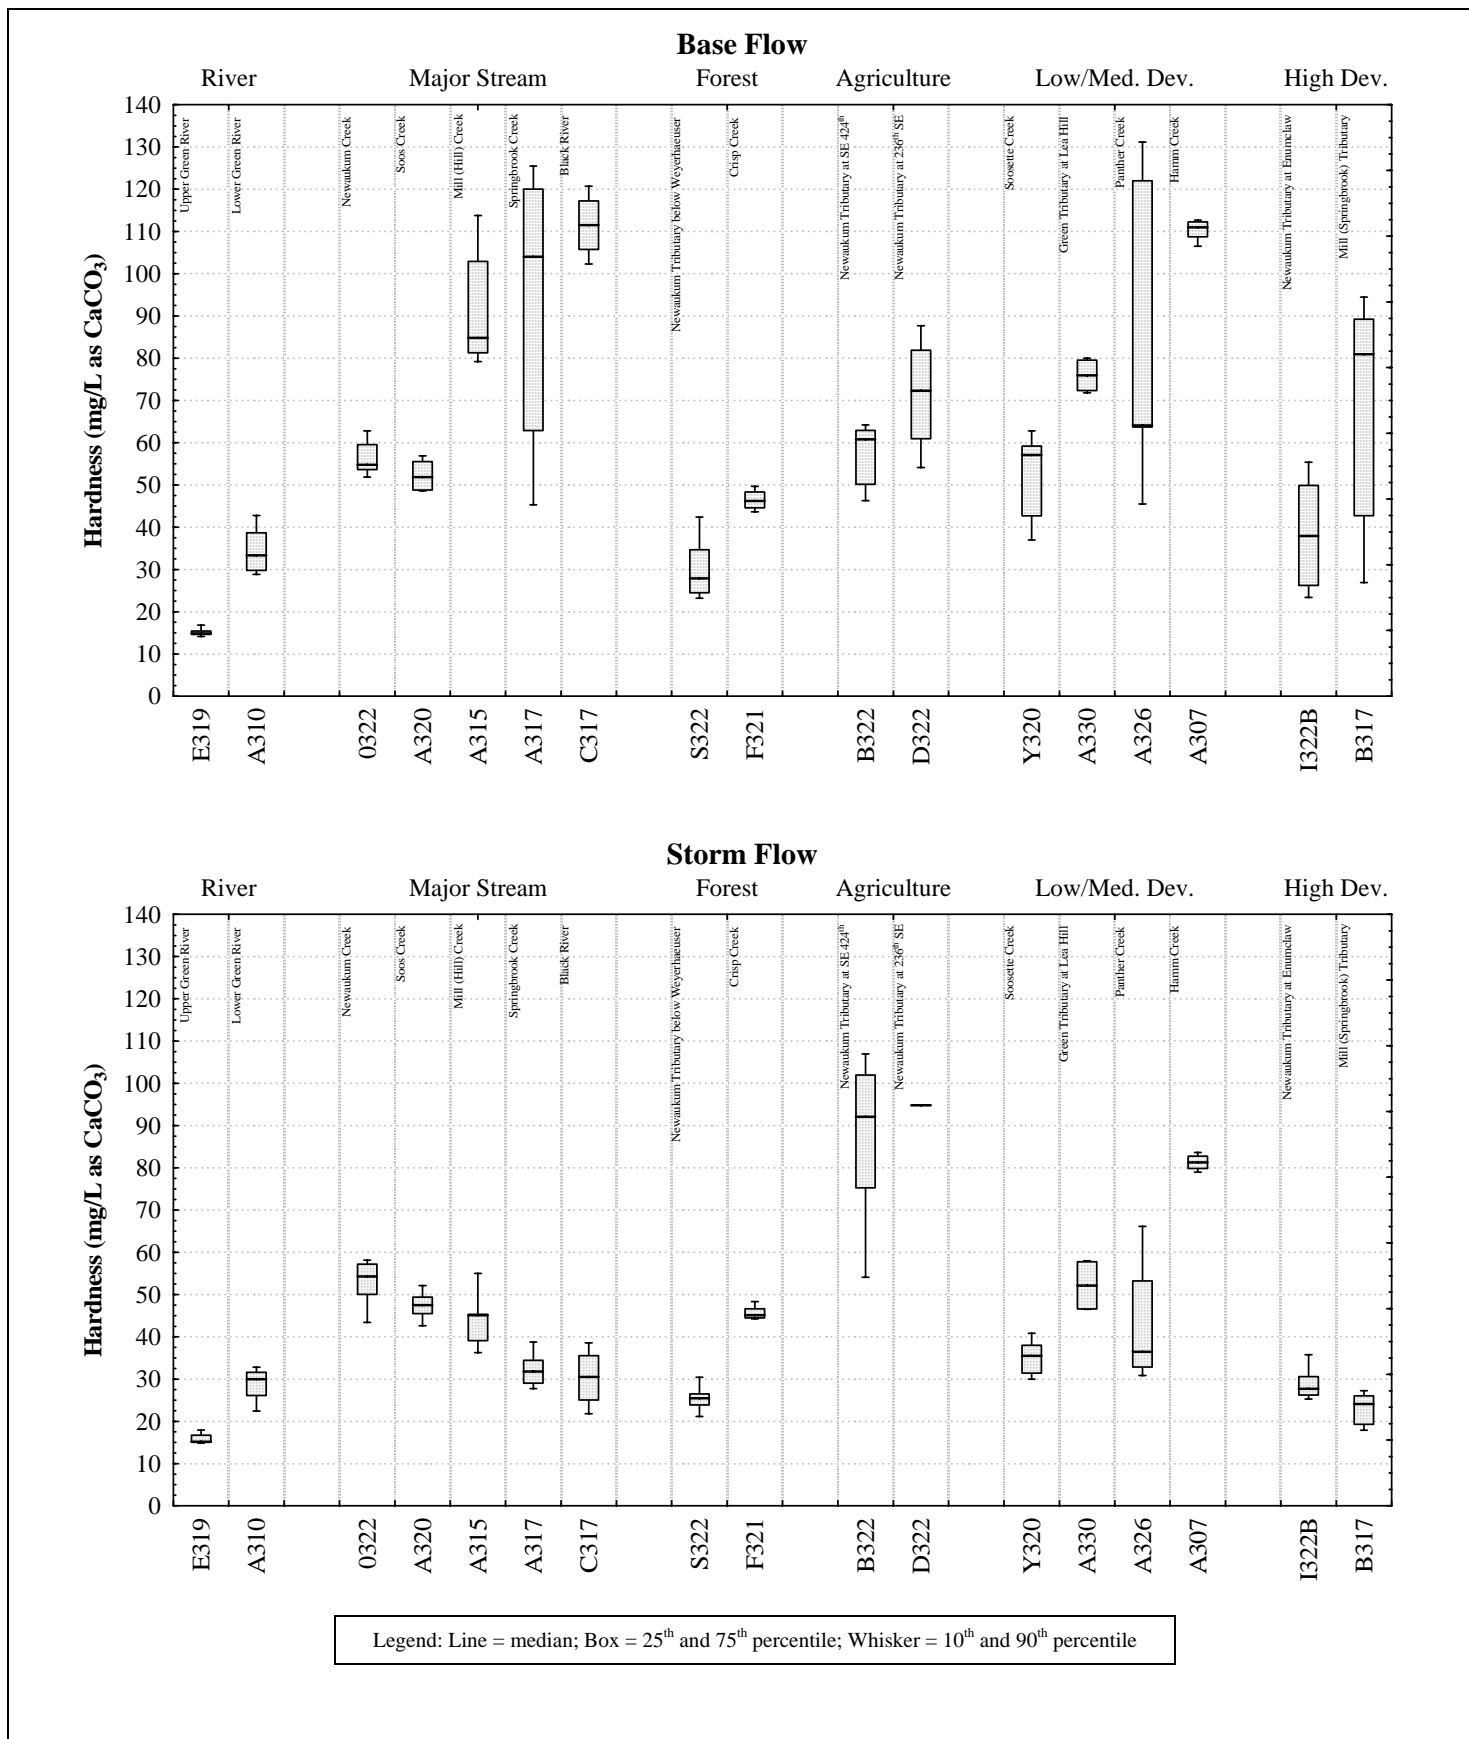 Base Flow
River Major Stream Forest Agriculture Low/Med. Dev. High Dev.
Hardness (mg/L as CaCO3)
140
130
120
110
100
90
80
70
60
50
40
30
20
10
0
Upper Green River
Lower Green River
Newaukum Creek
Soos Creek
Mill (Hill) Creek
Springbrook Creek
Black River
Newaukum Tributary below Weyerhaeuser
Crisp Creek
Newaukum Tributary at SE 424th
Newaukum Tributary at 236th SE
Soosette Creek
Green Tributary at Lea Hill
Panther Creek
Hamm Creek
Newaukum Tributary at Enumclaw
Mill (Springbrook) Tributary
E319 A310 0322 A320 A315 A317 C317 S322 F321 B322 D322 Y320 A330 A326 A307 I322B B317
Storm Flow
River Major Stream Forest Agriculture Low/Med. Dev. High Dev.
Hardness (mg/L as CaCO3)
140
130
120
110
100
90
80
70
60
50
40
30
20
10
0
Upper Green River
Lower Green River
Newaukum Creek
Soos Creek
Mill (Hill) Creek
Springbrook Creek
Black River
Newaukum Tributary below Weyerhaeuser
Crisp Creek
Newaukum Tributary at SE 424th
Newaukum Tributary 236th SE
Soosette Creek
Green Tributary at Lea Hill
Panther Creek
Hamm Creek
Newaukum Tributary at Enumclaw
Mill (Springbrook) Tributary
E319 A310 0322 A320 A315 A317 C317 S322 F321 B322 D322 Y320 A330 A326 A307 I322B B317
Legend: Line = median; Box = 25th and 75th percentile; Whisker = 10th and 90th percentile